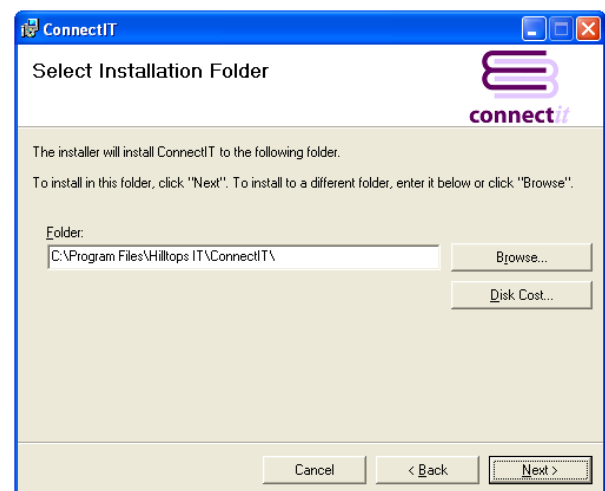 ConnectIT
Select Installation Folder
connectit
The installer will install ConnectIT to the following folder.
To install in this folder, click "Next". To install to a different folder, enter it below or click "Browse".
Folder:
C:\Program Files\Hilltops IT\ConnectIT\
Browse...
Disk Cost...
Cancel
< Back
Next >